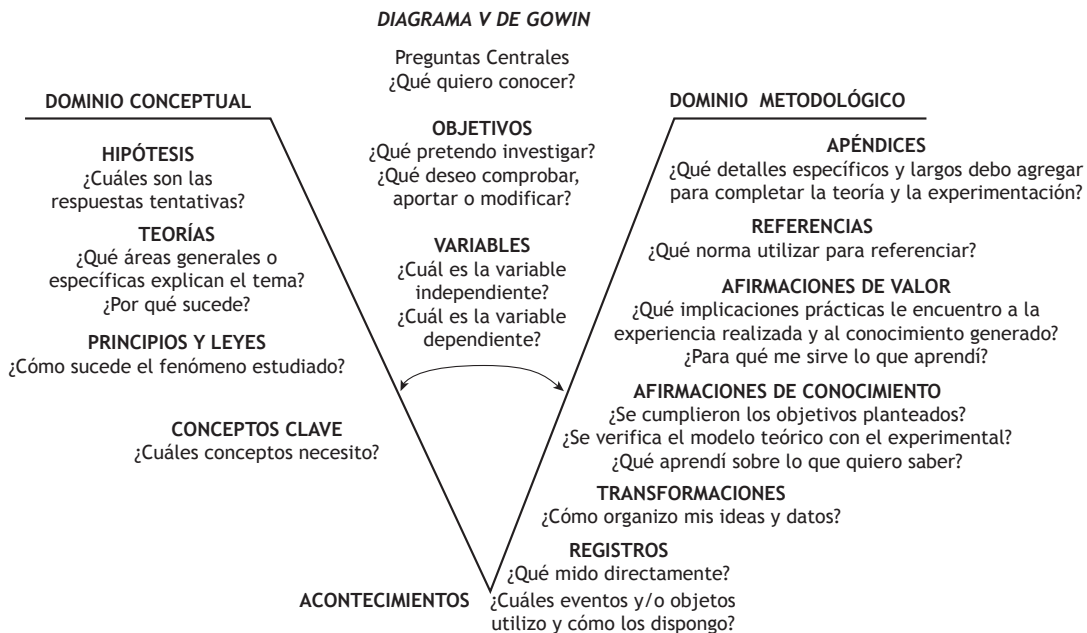 DIAGRAMA V DE GOWIN
Preguntas Centrales
¿Qué quiero conocer?
DOMINIO CONCEPTUAL
HIPÓTESIS
¿Cuáles son las
respuestas tentativas?
TEORÍAS
¿Qué áreas generales o
específicas explican el tema?
¿Por qué sucede?
PRINCIPIOS Y LEYES
¿Cómo sucede el fenómeno estudiado?
CONCEPTOS CLAVE
¿Cuáles conceptos necesito?
OBJETIVOS
¿Qué pretendo investigar?
¿Qué deseo comprobar,
aportar o modificar?
VARIABLES
¿Cuál es la variable
independiente?
¿Cuál es la variable
dependiente?
DOMINIO METODOLÓGICO
APÉNDICES
¿Qué detalles específicos y largos debo agregar
para completar la teoría y la experimentación?
REFERENCIAS
¿Qué norma utilizar para referenciar?
AFIRMACIONES DE VALOR
¿Qué implicaciones prácticas le encuentro a la
experiencia realizada y al conocimiento generado?
¿Para qué me sirve lo que aprendí?
AFIRMACIONES DE CONOCIMIENTO
¿Se cumplieron los objetivos planteados?
¿Se verifica el modelo teórico con el experimental?
¿Qué aprendí sobre lo que quiero saber?
TRANSFORMACIONES
¿Cómo organizo mis ideas y datos?
REGISTROS
¿Qué mido directamente?
ACONTECIMIENTOS ¿Cuáles eventos y/o objetos
utilizo y cómo los dispongo?